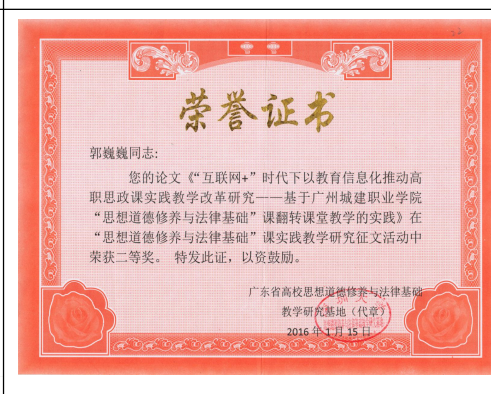 荣誉证书
郭巍巍同志:
您的论文《“互联网+”时代下以教育信息化推动高
职思政课实践教学改革研究——基于广州城建职业学院
“思想道德修养与法律基础”课翻转课堂教学的实践》在
“思想道德修养与法律基础”课实践教学研究征文活动中
荣获二等奖。 特发此证，以资鼓励。
广东省高校思想道德修养与法律基础
教学研究基地（代章）
2016年1月15日